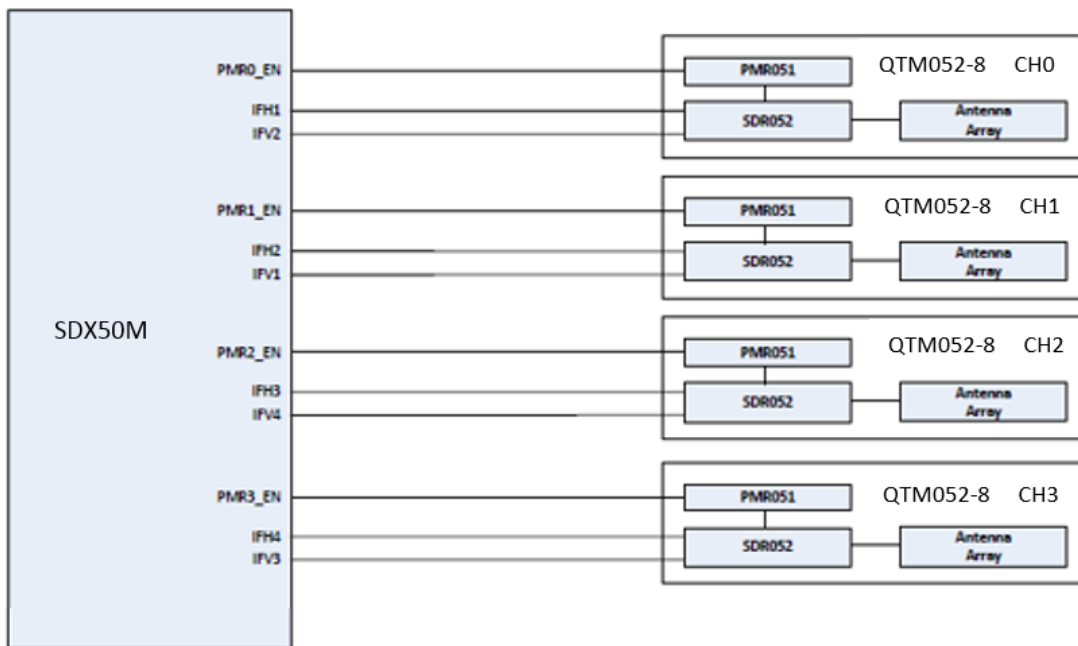 SDX50M
PMR0_EN
IFH1
IFV2
PMR1_EN
IFH2
IFV1
PMR2_EN
IFH3
IFV4
PMR3_EN
IFH4
IFV3
QTM052-8 CH0
PMR051
SDR052
Antenna
Array
QTM052-8 CH1
PMR051
SDR052
Antenna
Array
QTM052-8 CH2
PMR051
SDR052
Antenna
Array
QTM052-8 CH3
PMR051
SDR052
Antenna
Array